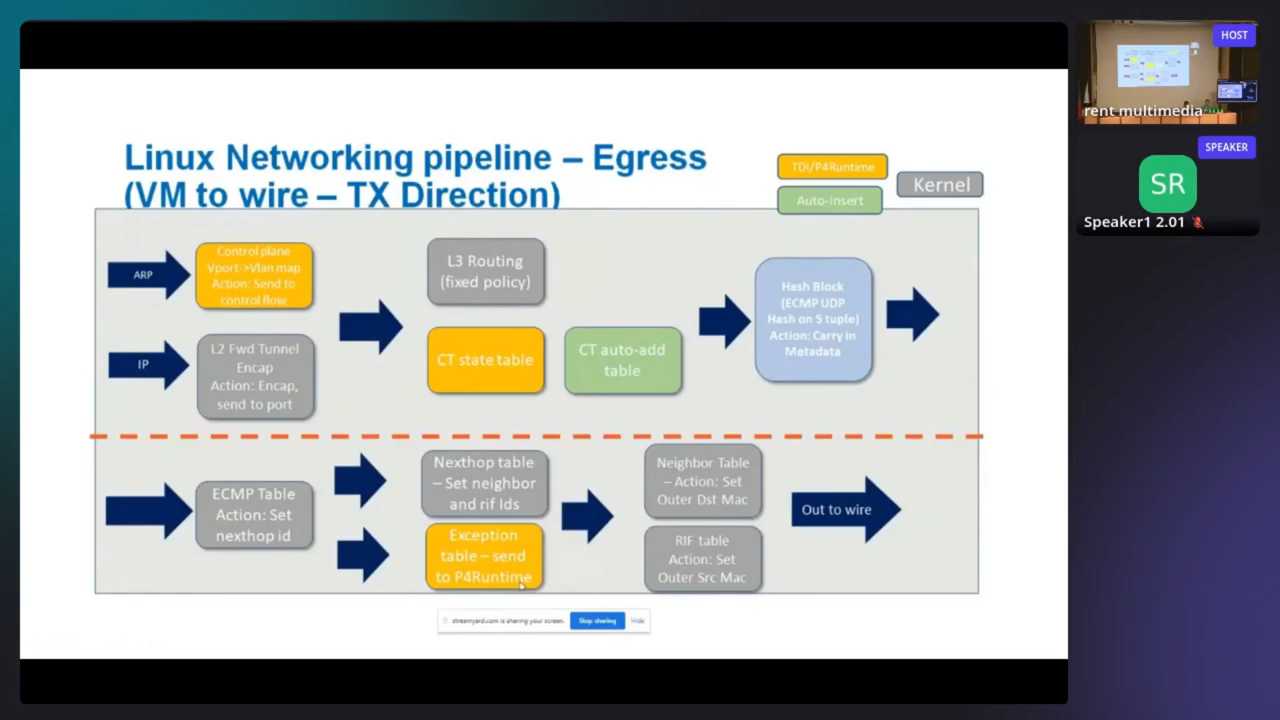 Linux Networking pipeline – Egress
(VM to wire – TX Direction)
TDI/P4Runtime
Auto-insert
Kernel
ARP
Control plane
Vport->Vlan map
Action: Send to
control flow
IP
L2 Fwd Tunnel
Encap
Action: Encap,
send to port
L3 Routing
(fixed policy)
CT state table
CT auto-add
table
Hash Block
(ECMP UDP
Hash on 5 tuple)
Action: Carry in
Metadata
ECMP Table
Action: Set
nexthop id
Nexthop table
– Set neighbor
and rif Ids
Exception
table – send
to P4Runtime
Neighbor Table
– Action: Set
Outer Dst Mac
RIF table
Action: Set
Outer Src Mac
Out to wire
streamyard.com is sharing your screen.
Stop sharing
Hide
HOST
rent multimedia
SPEAKER
SR
Speaker1 2.01